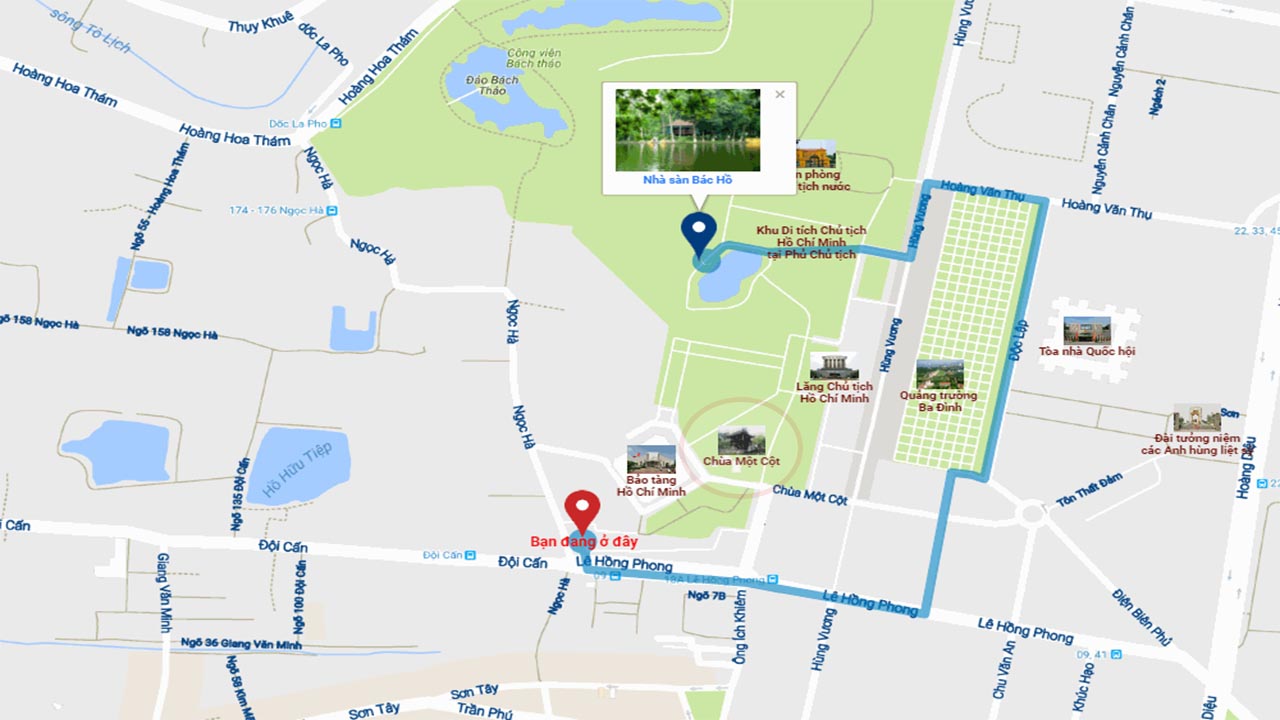 sông Tô Lịch
Thụy Khuê
dốc La Pho
Hoàng Hoa Thám
Hoàng Hoa Thám
Hoàng Hoa Thám
Dốc La Pho
Công viên
Bách thảo
Đảo Bách
Thảo
Hùng Vương
Nguyễn Cảnh Chân
Nguyễn Cảnh Chân
Ngách 2
Nhà sàn Bác Hồ
n phòng
tịch nước
Ngõ 55 - Hoàng Hoa Thám
Ngọc Hà
174 - 176 Ngọc Hà
Ngọc Hà
Hoàng Văn Thụ
Hoàng Văn Thụ
22, 33, 45
Hùng Vương
Khu Di tích Chủ tịch
Hồ Chí Minh
tại Phủ Chủ tịch
Ngõ 158 Ngọc Hà
Ngõ 158 Ngọc Hà
Ngọc Hà
Hùng Vương
Độc Lập
Tòa nhà Quốc hội
Lăng Chủ tịch
Hồ Chí Minh
Quảng trường
Ba Đình
Ngọc Hà
Sơn
Đài tưởng niệm
các Anh hùng liệt sĩ
Hoàng Diệu
Chùa Một Cột
Bảo tàng
Hồ Chí Minh
Chùa Một Cột
Tôn Thất Đàm
Hồ Hữu Tiệp
Ngõ 135 Đội Cấn
i Cấn
Đội Cấn
Đội Cấn
Đội Cấn
Bạn đang ở đây
Lê Hồng Phong
09
18A Lê Hồng Phong
Ngõ 7B
Lê Hồng Phong
Lê Hồng Phong
Điện Biên Phủ
09, 41
Giang Văn Minh
Ngõ 100 Đội Cấn
Ngọc Hà
Ông Ích Khiêm
Hùng Vương
Chu Văn An
Khúc Hạo
Diệu
Ngõ 36 Giang Văn Minh
Ngõ 58 Kim Mã
Sơn Tây
Sơn Tây
Trần Phú